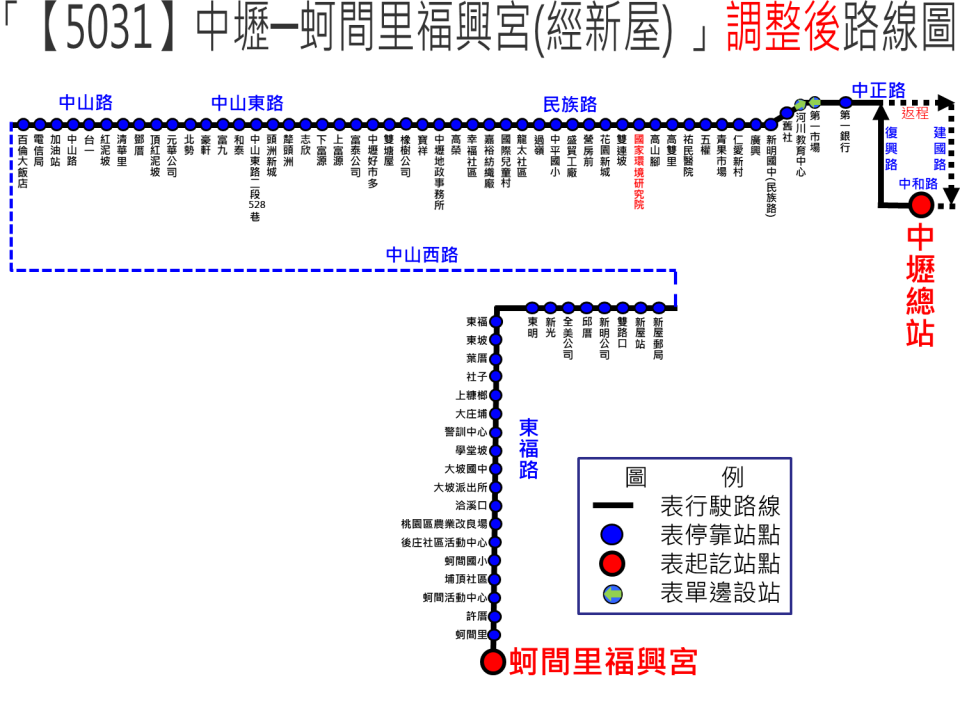 「【5031】中壢━蚵間里福興宮(經新屋) 」調整後路線圖
中山路
中山東路
民族路
中正路
返程
復興路
建國路
中和路
中壢總站
百倫大飯店
電信局
加油站
中山路
台一
紅泥坡
清華里
鄧厝
頂紅泥坡
元華公司
北勢
豪軒
富九
和泰
中山東路二段528巷
頭洲新城
犂頭洲
志欣
下富源
上富源
富泰公司
中壢好市多
雙塘屋
橡樹公司
寶祥
中壢地政事務所
高榮
幸福社區
嘉裕紡織廠
國際兒童村
龍太社區
過嶺
中平國小
盛貿工廠
營房前
花園新城
雙連坡
國家環境研究院
高山腳
高雙里
祐民醫院
五權
青果市場
仁愛新村
廣興
新明國中(民族路)
舊社
河川教育中心
第一市場
第一銀行
中山西路
東明
新光
全美公司
邱厝
新明公司
雙路口
新屋站
新屋郵局
東福
東坡
葉厝
社子
上糠榔
大庄埔
警訓中心
學堂坡
大坡國中
大坡派出所
洽溪口
桃園區農業改良場
後庄社區活動中心
蚵間國小
埔頂社區
蚵間活動中心
許厝
蚵間里
東福路
蚵間里福興宮
圖 例
表行駛路線
表停靠站點
表起訖站點
表單邊設站